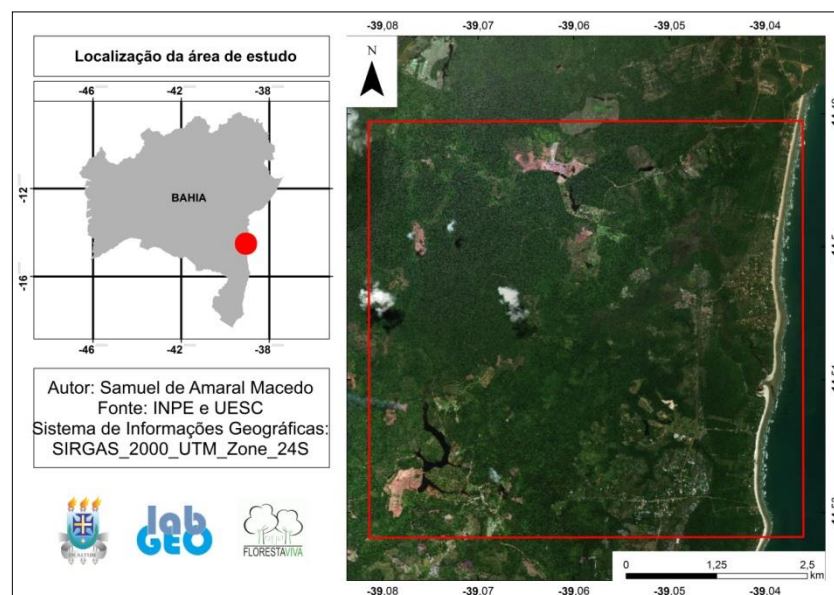 Localização da área de estudo
-46 -42 -38
-12
BAHIA
-16
-46 -42 -38
Autor: Samuel de Amaral Macedo
Fonte: INPE e UESC
Sistema de Informações Geográficas:
SIRGAS_2000_UTM_Zone_24S
lab
GEO
FLORESTAVIVA
-39,08 -39,07 -39,06 -39,05 -39,04
N
0 1,25 2,5
km
-39,08 -39,07 -39,06 -39,05 -39,04